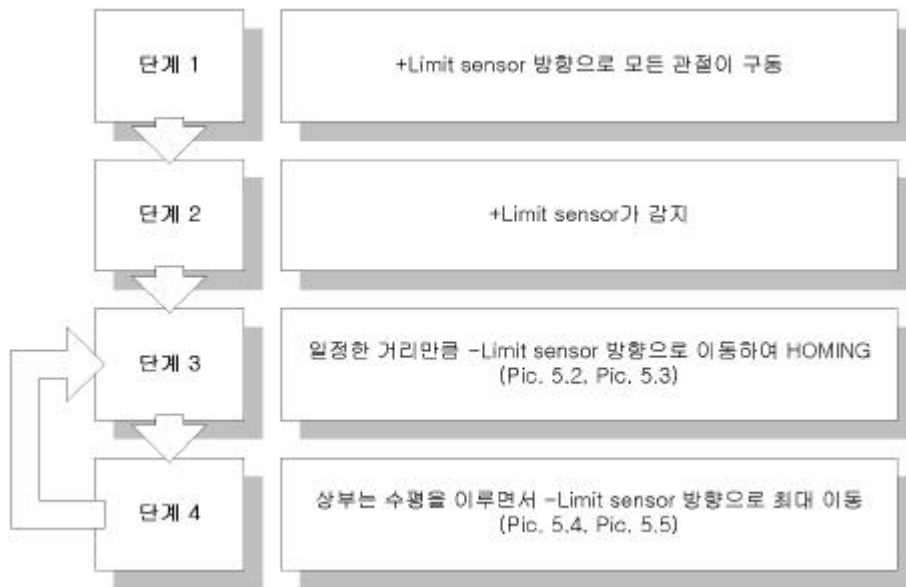 단계 1
+Limit sensor 방향으로 모든 관절이 구동
단계 2
+Limit sensor가 감지
단계 3
일정한 거리만큼 -Limit sensor 방향으로 이동하여 HOMING
(Pic. 5.2, Pic. 5.3)
단계 4
상부는 수평을 이루면서 -Limit sensor 방향으로 최대 이동
(Pic. 5.4, Pic. 5.5)